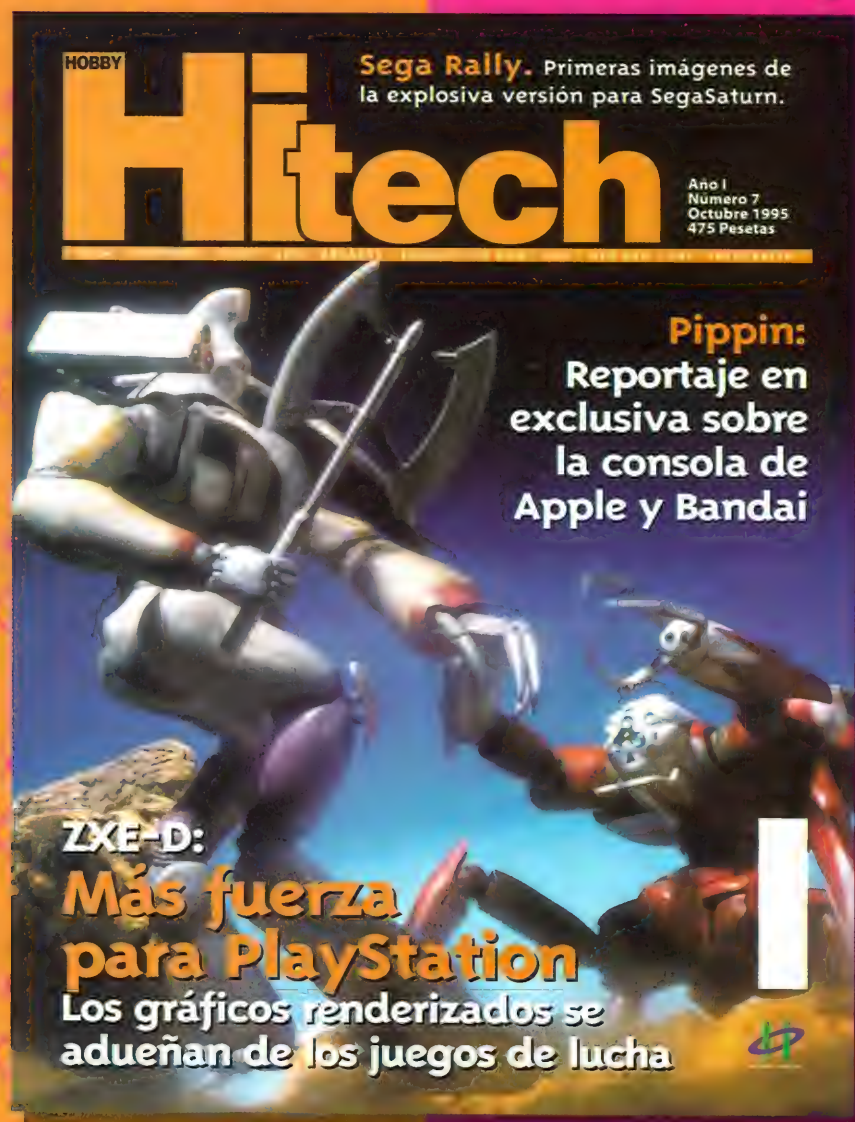 HOBBY
Hitech
Sega Rally. Primeras imágenes de
la explosiva versión para SegaSaturn.
Año I
Número 7
Octubre 1995
475 Pesetas
Pippin:
Reportaje en
exclusiva sobre
la consola de
Apple y Bandai
ZXE-D:
Más fuerza
para PlayStation
Los gráficos renderizados se
adueñan de los juegos de lucha